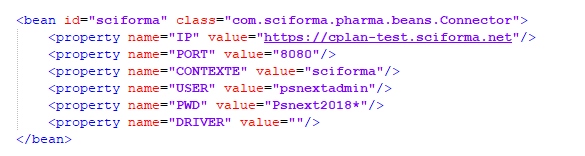 <bean id="sciforma" class="com.sciforma.pharma.beans.Connector">
<property name="IP" value="https://cplan-test.sciforma.net"/>
<property name="PORT" value="8080"/>
<property name="CONTEXTE" value="sciforma"/>
<property name="USER" value="psnextadmin"/>
<property name="PWD" value="Psnext2018*"/>
<property name="DRIVER" value=""/>
</bean>